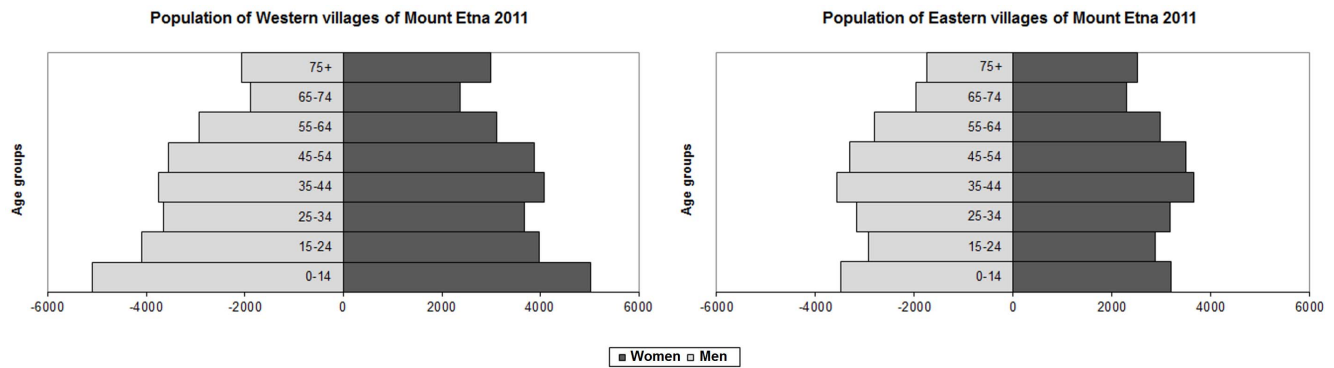 Population of Western villages of Mount Etna 2011
Age groups
75+
65-74
55-64
45-54
35-44
25-34
15-24
0-14
-6000 -4000 -2000 0 2000 4000 6000
Population of Eastern villages of Mount Etna 2011
Age groups
75+
65-74
55-64
45-54
35-44
25-34
15-24
0-14
-6000 -4000 -2000 0 2000 4000 6000
Women Men